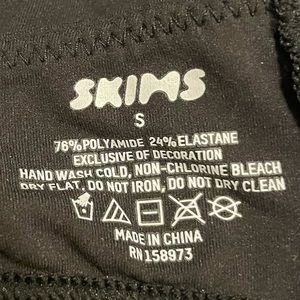 SKIMS
S
76% POLYAMIDE 24% ELASTANE
EXCLUSIVE OF DECORATION
HAND WASH COLD, NON-CHLORINE BLEACH
DRY FLAT, DO NOT IRON, DO NOT DRY CLEAN
MADE IN CHINA
RN 158973